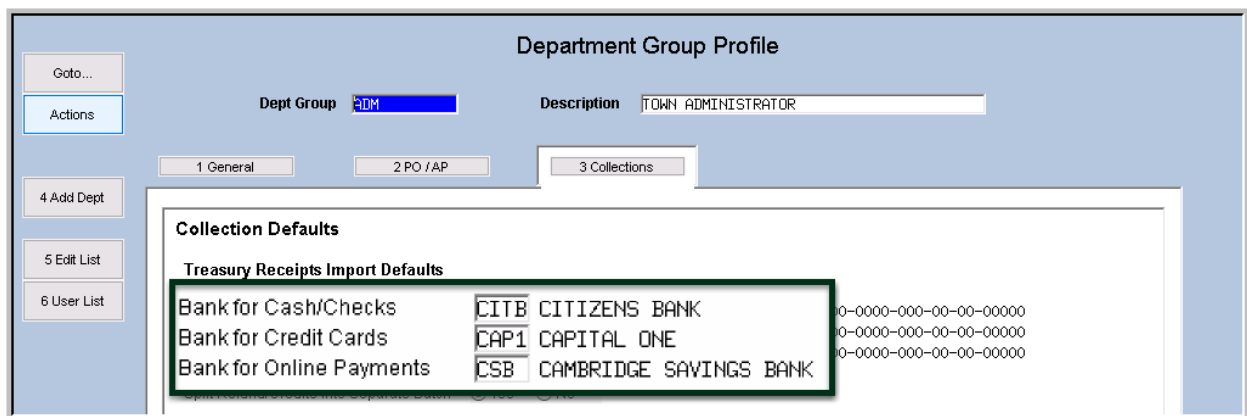 Department Group Profile
Goto...
Actions
Dept Group ADM Description TOWN ADMINISTRATOR
1 General 2 PO / AP 3 Collections
4 Add Dept
5 Edit List
6 User List
Collection Defaults
Treasury Receipts Import Defaults
Bank for Cash/Checks CITB CITIZENS BANK 0-0000-000-00-00-00000
Bank for Credit Cards CAP1 CAPITAL ONE 0-0000-000-00-00-00000
Bank for Online Payments CSB CAMBRIDGE SAVINGS BANK 0-0000-000-00-00-00000